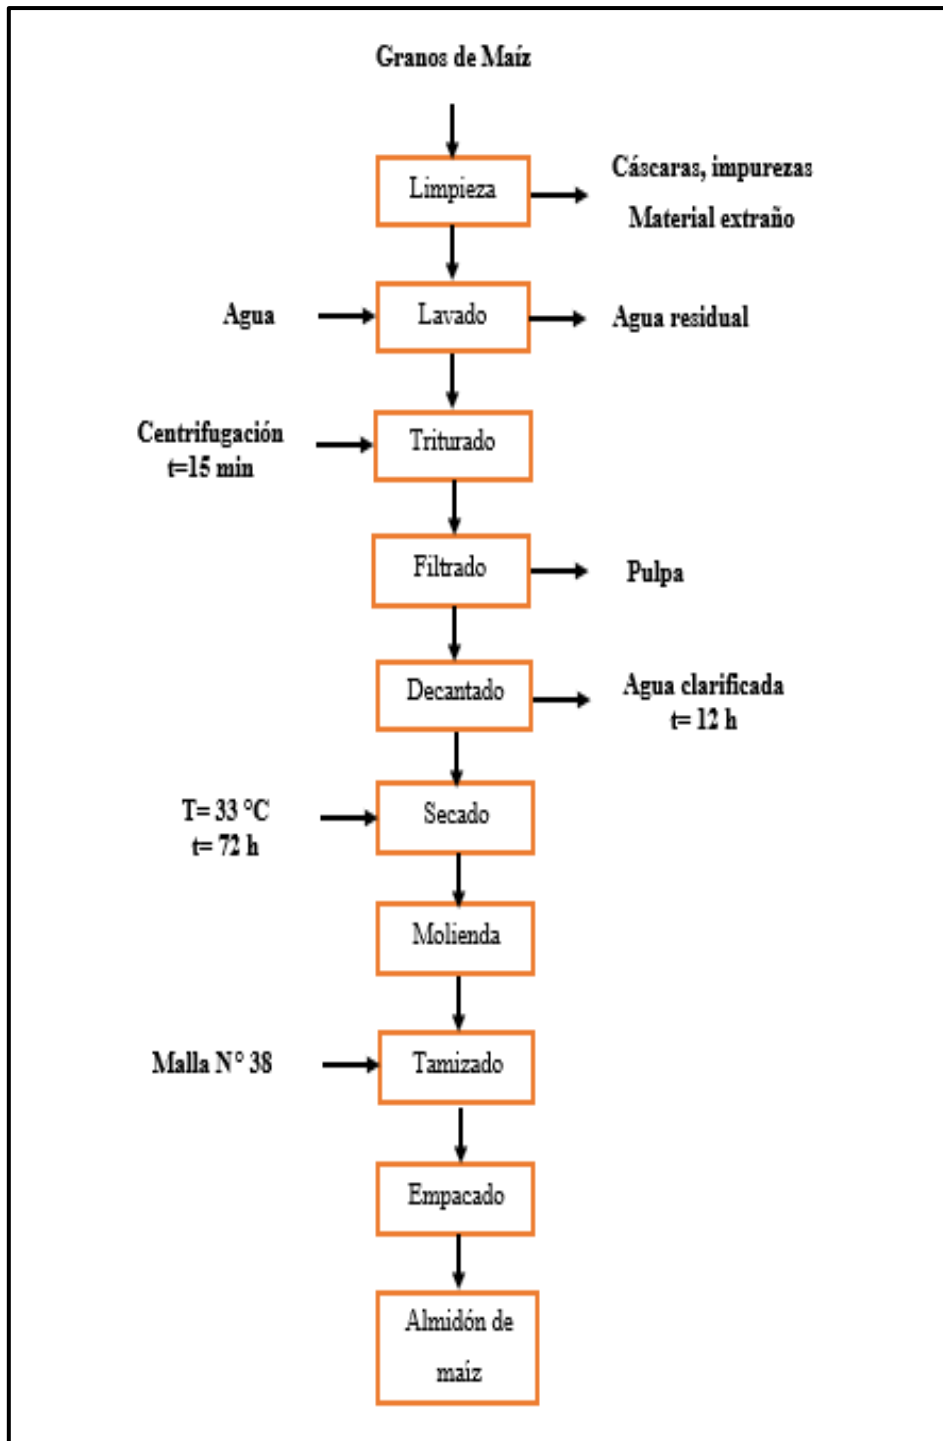 Granos de Maíz
Limpieza
Cáscaras, impurezas
Material extraño
Agua
Lavado
Agua residual
Centrifugación
t=15 min
Triturado
Filtrado
Pulpa
Decantado
Agua clarificada
t= 12 h
T= 33 °C
t= 72 h
Secado
Molienda
Malla N° 38
Tamizado
Empacado
Almidón de
maíz